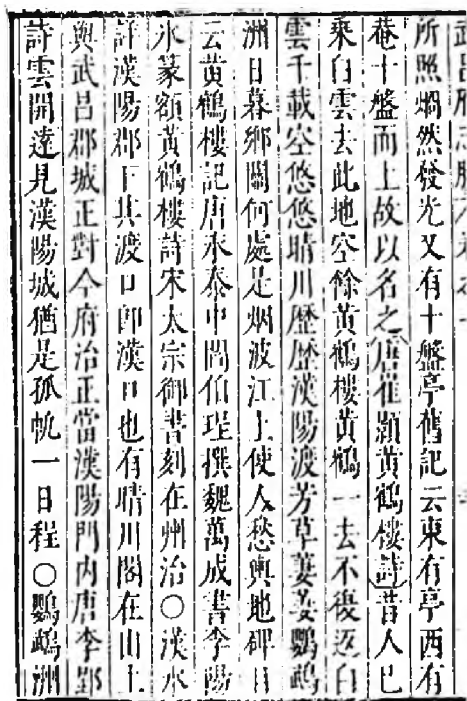 所照烱然發光又有十盤亭舊記云東有亭西有
巷十盤而上故以名之唐崔顥黃鶴樓詩昔人已
乘白雲去此地空餘黃鶴樓黃鶴一去不復返白
雲千載空悠悠晴川歷歷漢陽渡芳草萋萋鸚鵡
洲日暮鄉關何處是烟波江上使人愁輿地碑目
云黃鶴樓記唐永泰中閻伯珵撰魏萬成書李陽
氷篆額黃鶴樓詩宋太宗御書刻在州治○漢水
詳漢陽郡下其渡口即漢口也有晴川閣在山上
與武昌郡城正對今府治正當漢陽門內唐李郢
詩雲開遠見漢陽城猶是孤帆一日程○鸚鵡洲